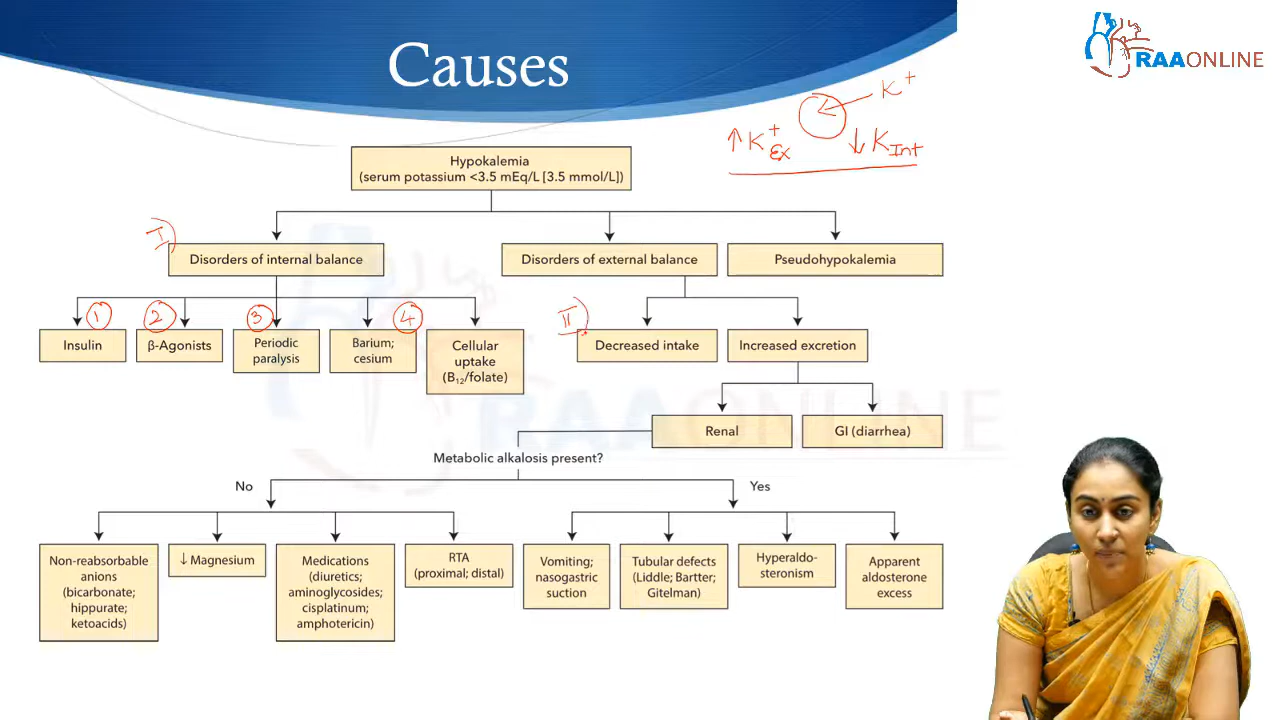 Causes
RAAONLINE
K+
↑K+Ex ↓KInt
Hypokalemia
(serum potassium <3.5 mEq/L [3.5 mmol/L])
I)
Disorders of internal balance
Disorders of external balance
Pseudohypokalemia
1 2 3 4
II)
Insulin
β-Agonists
Periodic
paralysis
Barium;
cesium
Cellular
uptake
(B12/folate)
Decreased intake
Increased excretion
Renal
GI (diarrhea)
RAAONLINE
Metabolic alkalosis present?
No
Yes
Non-reabsorbable
anions
(bicarbonate;
hippurate;
ketoacids)
↓ Magnesium
Medications
(diuretics;
aminoglycosides;
cisplatinum;
amphotericin)
RTA
(proximal; distal)
Vomiting;
nasogastric
suction
Tubular defects
(Liddle; Bartter;
Gitelman)
Hyperaldo-
steronism
Apparent
aldosterone
excess